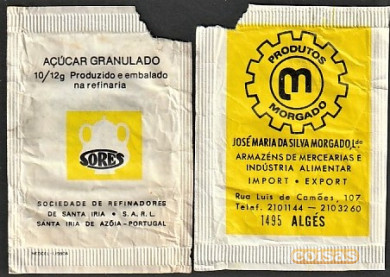 AÇÚCAR GRANULADO
10/12g Produzido e embalado
na refinaria
SORES
SOCIEDADE DE REFINADORES
DE SANTA IRIA • S.A.R.L.
SANTA IRIA DE AZÓIA - PORTUGAL
PRODUTOS
m
MORGADO
JOSÉ MARIA DA SILVA MORGADO, L.da
ARMAZÉNS DE MERCEARIAS E
INDÚSTRIA ALIMENTAR
IMPORT • EXPORT
Rua Luis de Camões, 107
Telef. 2101144 - 2103260
1495 ALGÉS
coisas